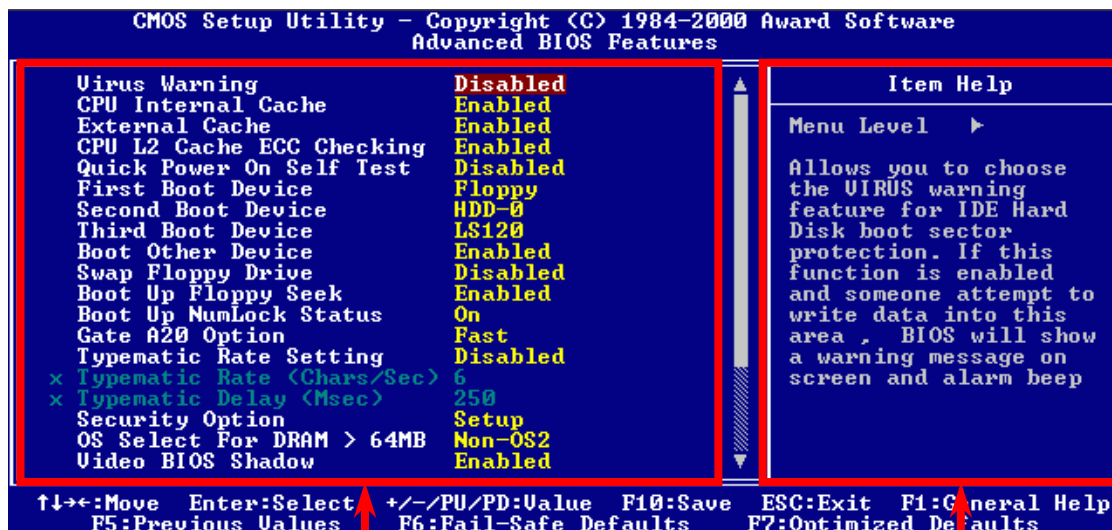 CMOS Setup Utility – Copyright (C) 1984-2000 Award Software
Advanced BIOS Features
Virus Warning Disabled
CPU Internal Cache Enabled
External Cache Enabled
CPU L2 Cache ECC Checking Enabled
Quick Power On Self Test Disabled
First Boot Device Floppy
Second Boot Device HDD-0
Third Boot Device LS120
Boot Other Device Enabled
Swap Floppy Drive Disabled
Boot Up Floppy Seek Enabled
Boot Up NumLock Status On
Gate A20 Option Fast
Typematic Rate Setting Disabled
x Typematic Rate (Chars/Sec) 6
x Typematic Delay (Msec) 250
Security Option Setup
OS Select For DRAM > 64MB Non-OS2
Video BIOS Shadow Enabled
Item Help
Menu Level ▶
Allows you to choose
the VIRUS warning
feature for IDE Hard
Disk boot sector
protection. If this
function is enabled
and someone attempt to
write data into this
area , BIOS will show
a warning message on
screen and alarm beep
↑↓→←:Move Enter:Select +/-/PU/PD:Value F10:Save ESC:Exit F1:General Help
F5:Previous Values F6:Fail-Safe Defaults F7:Optimized Defaults